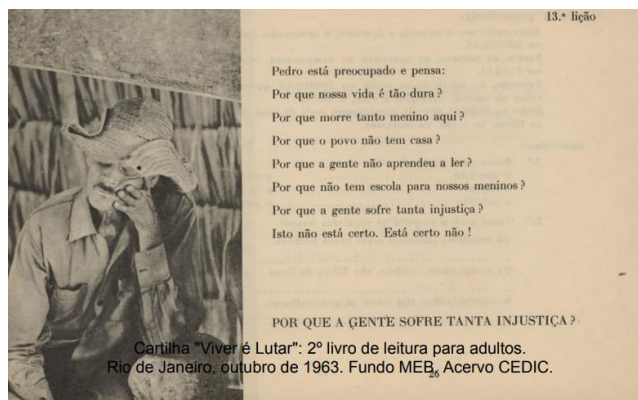 13.ª lição
Pedro está preocupado e pensa:
Por que nossa vida é tão dura ?
Por que morre tanto menino aqui ?
Por que o povo não tem casa ?
Por que a gente não aprendeu a ler ?
Por que não tem escola para nossos meninos ?
Por que a gente sofre tanta injustiça ?
Isto não está certo. Está certo não !
POR QUE A GENTE SOFRE TANTA INJUSTIÇA ?
Cartilha "Viver é Lutar": 2º livro de leitura para adultos.
Rio de Janeiro, outubro de 1963. Fundo MEB, Acervo CEDIC.
26